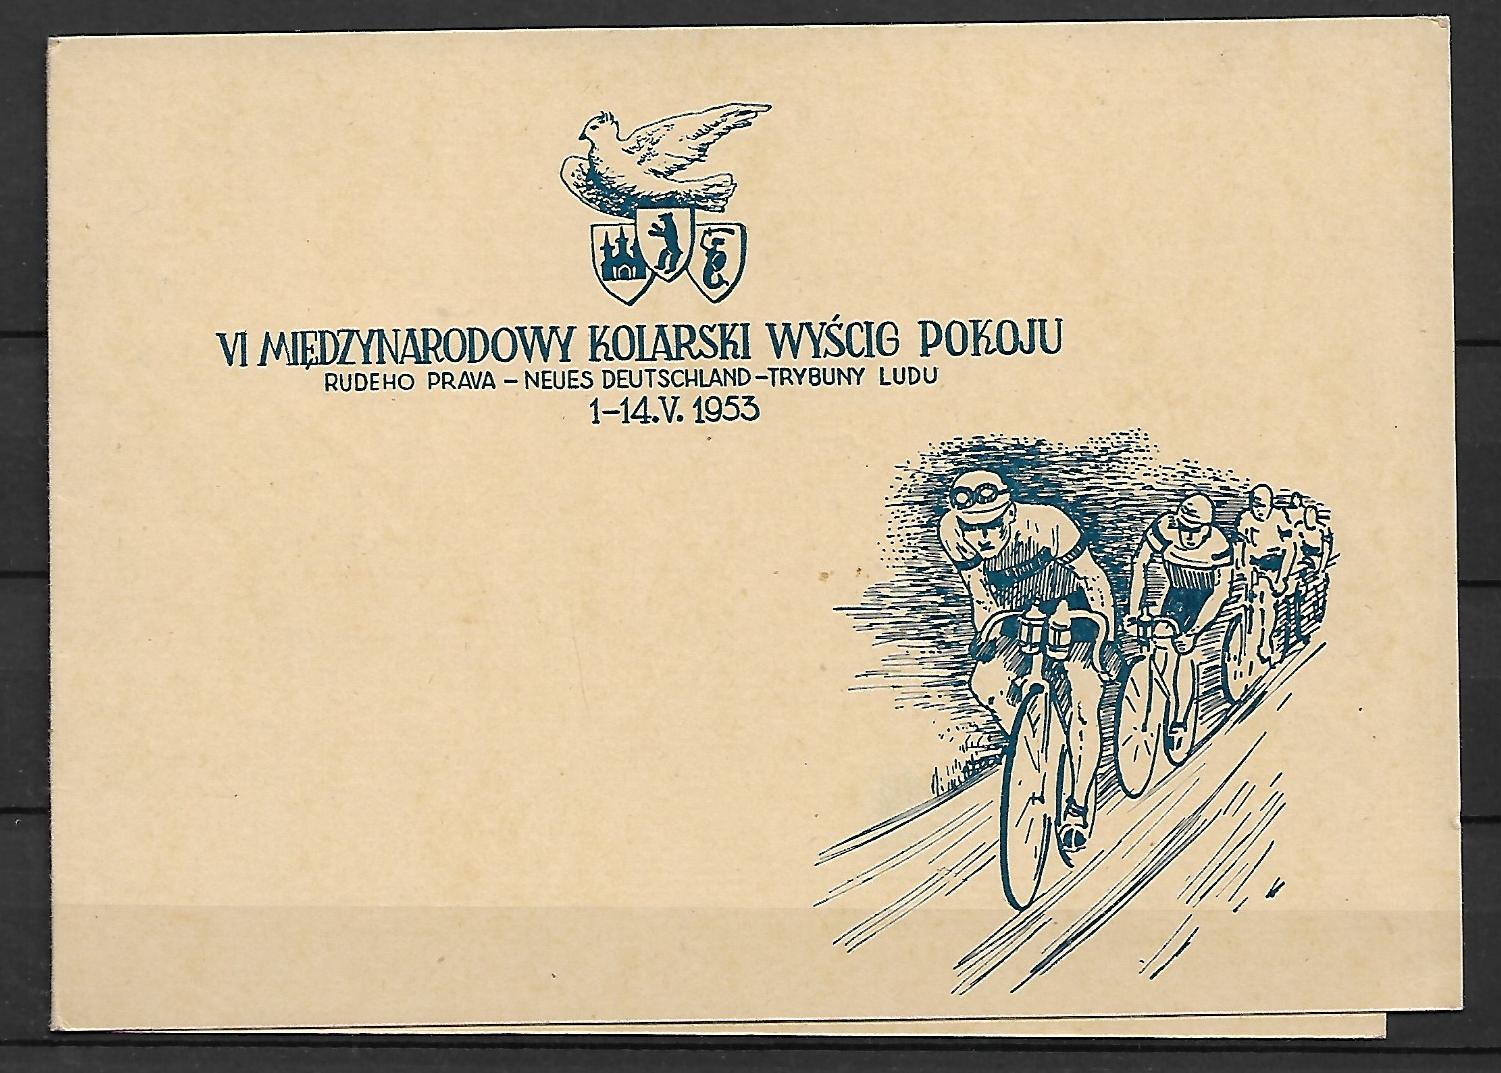 VI MIĘDZYNARODOWY KOLARSKI WYŚCIG POKOJU
RUDEHO PRAVA – NEUES DEUTSCHLAND – TRYBUNY LUDU
1–14.V. 1953